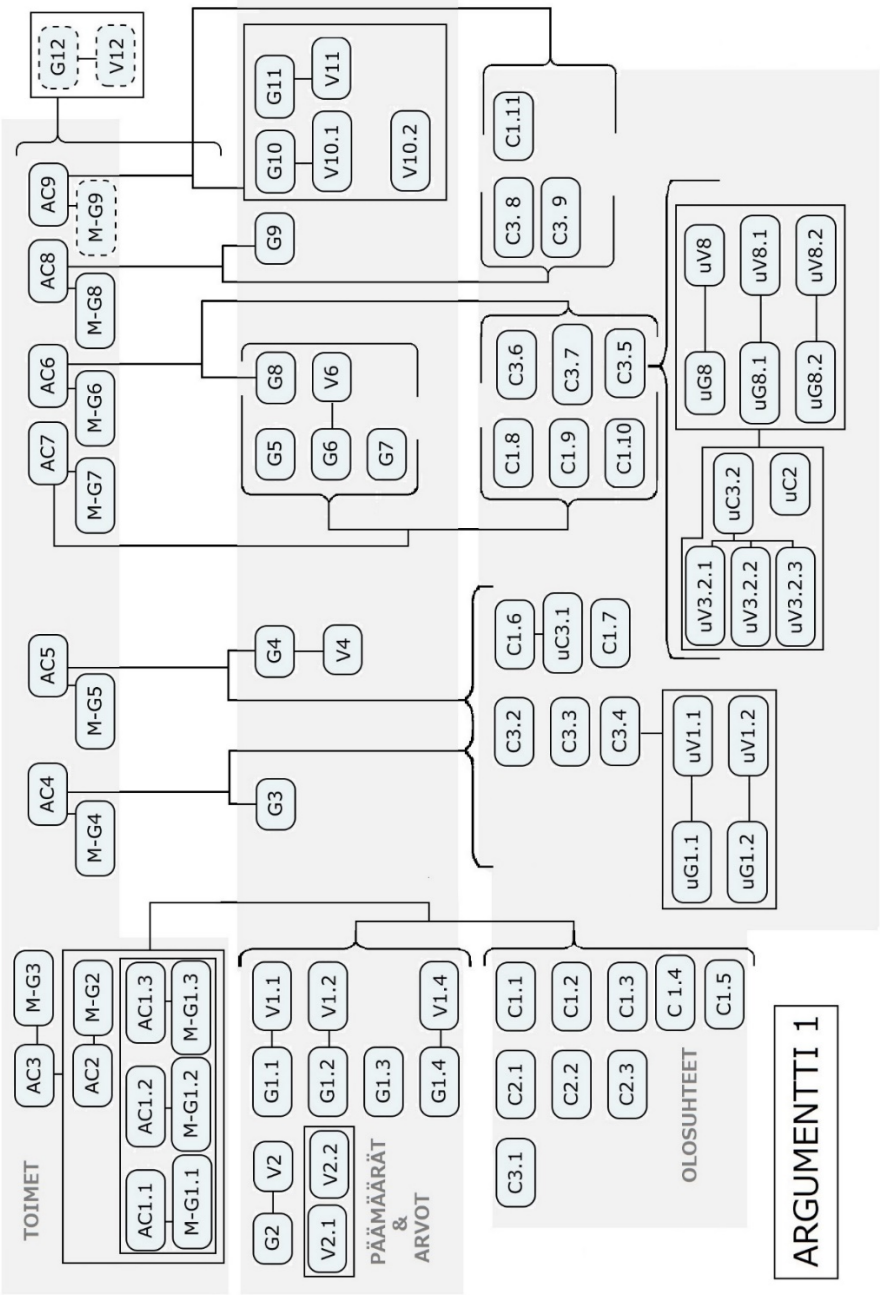 TOIMET
AC3
M-G3
AC2
M-G2
AC1.1
AC1.2
AC1.3
M-G1.1
M-G1.2
M-G1.3
AC4
M-G4
AC5
M-G5
AC7
M-G7
AC6
M-G6
AC8
M-G8
AC9
M-G9
G12
V12
PÄÄMÄÄRÄT
&
ARVOT
G2
V2
V2.1
V2.2
G1.1
V1.1
G1.2
V1.2
G1.3
G1.4
V1.4
G3
G4
V4
G5
G8
G6
V6
G7
G9
G10
G11
V10.1
V11
V10.2
OLOSUHTEET
C3.1
C2.1
C1.1
C2.2
C1.2
C2.3
C1.3
C 1.4
C1.5
C3.2
C1.6
C3.3
uC3.1
C3.4
C1.7
uG1.1
uV1.1
uG1.2
uV1.2
C1.8
C3.6
C1.9
C3.7
C1.10
C3.5
C3. 8
C1.11
C3. 9
uV3.2.1
uC3.2
uV3.2.2
uV3.2.3
uC2
uG8
uV8
uG8.1
uV8.1
uG8.2
uV8.2
ARGUMENTTI 1